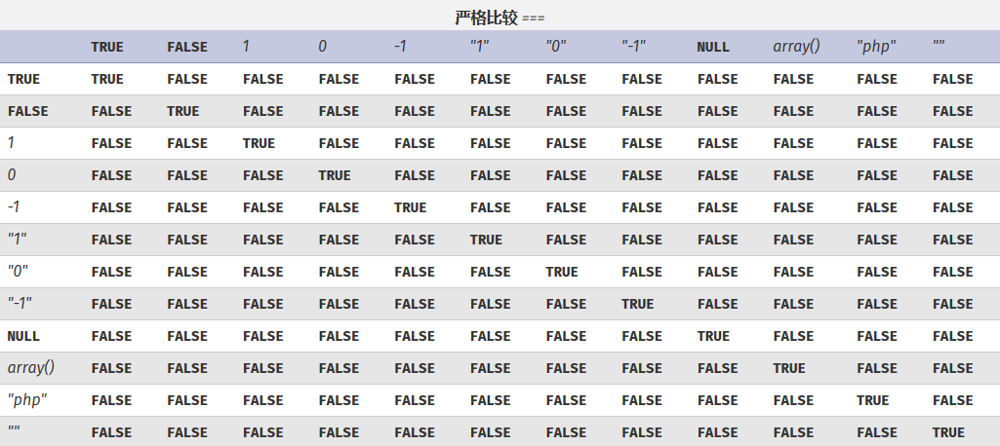 严格比较 ===
TRUE FALSE 1 0 -1 "1" "0" "-1" NULL array() "php" ""
TRUE TRUE FALSE FALSE FALSE FALSE FALSE FALSE FALSE FALSE FALSE FALSE FALSE
FALSE FALSE TRUE FALSE FALSE FALSE FALSE FALSE FALSE FALSE FALSE FALSE FALSE
1 FALSE FALSE TRUE FALSE FALSE FALSE FALSE FALSE FALSE FALSE FALSE FALSE
0 FALSE FALSE FALSE TRUE FALSE FALSE FALSE FALSE FALSE FALSE FALSE FALSE
-1 FALSE FALSE FALSE FALSE TRUE FALSE FALSE FALSE FALSE FALSE FALSE FALSE
"1" FALSE FALSE FALSE FALSE FALSE TRUE FALSE FALSE FALSE FALSE FALSE FALSE
"0" FALSE FALSE FALSE FALSE FALSE FALSE TRUE FALSE FALSE FALSE FALSE FALSE
"-1" FALSE FALSE FALSE FALSE FALSE FALSE FALSE TRUE FALSE FALSE FALSE FALSE
NULL FALSE FALSE FALSE FALSE FALSE FALSE FALSE FALSE TRUE FALSE FALSE FALSE
array() FALSE FALSE FALSE FALSE FALSE FALSE FALSE FALSE FALSE TRUE FALSE FALSE
"php" FALSE FALSE FALSE FALSE FALSE FALSE FALSE FALSE FALSE FALSE TRUE FALSE
"" FALSE FALSE FALSE FALSE FALSE FALSE FALSE FALSE FALSE FALSE FALSE TRUE